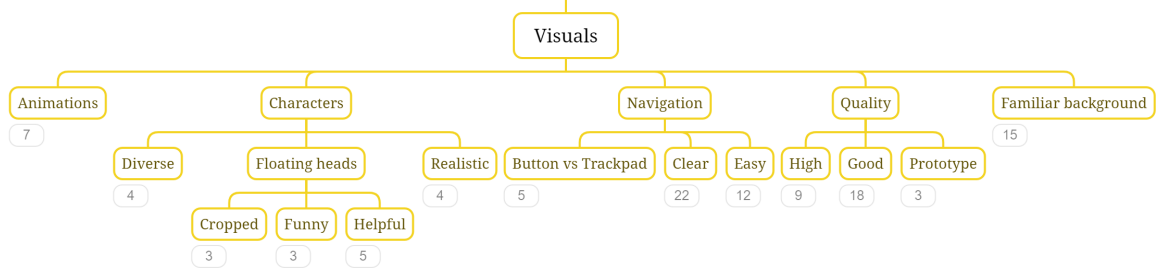 Visuals
Animations
Characters
Navigation
Quality
Familiar background
7
15
Diverse
Floating heads
Realistic
Button vs Trackpad
Clear
Easy
High
Good
Prototype
4
4
5
22
12
9
18
3
Cropped
Funny
Helpful
3
3
5